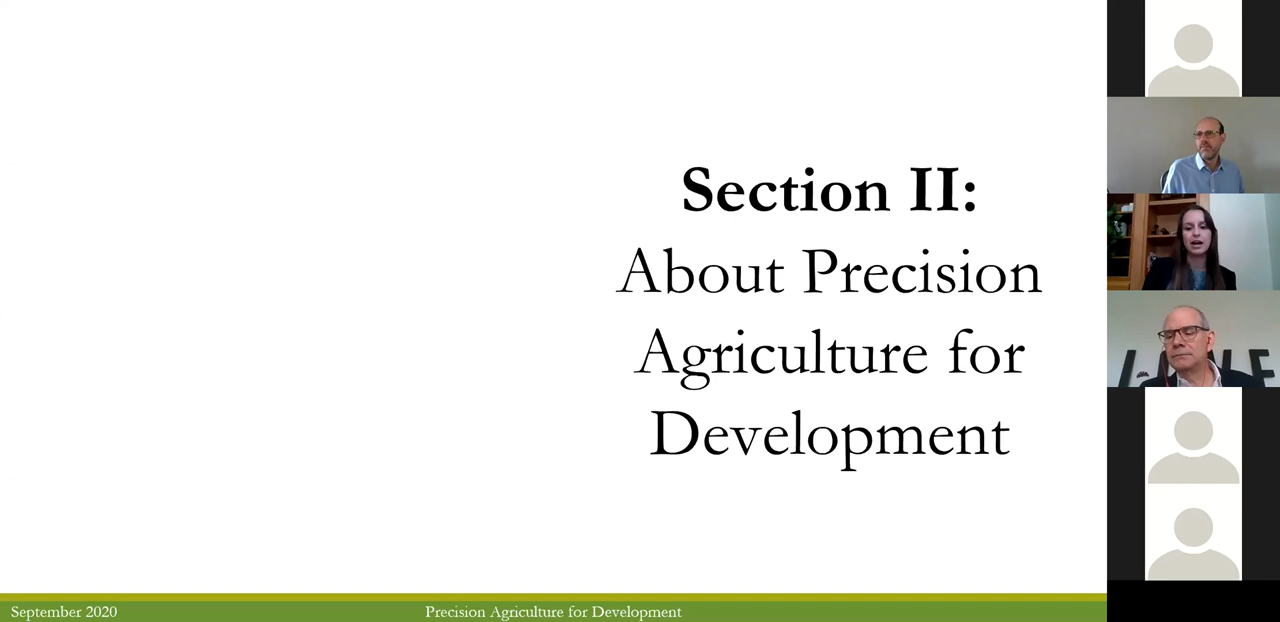 Section II:
About Precision
Agriculture for
Development
September 2020
Precision Agriculture for Development